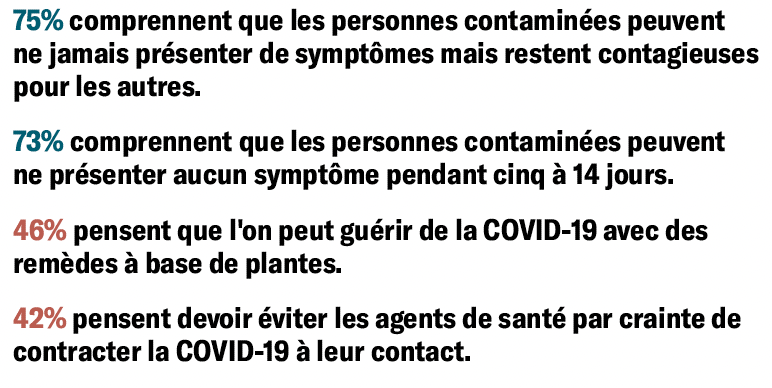 75% comprennent que les personnes contaminées peuvent
ne jamais présenter de symptômes mais restent contagieuses
pour les autres.
73% comprennent que les personnes contaminées peuvent
ne présenter aucun symptôme pendant cinq à 14 jours.
46% pensent que l'on peut guérir de la COVID-19 avec des
remèdes à base de plantes.
42% pensent devoir éviter les agents de santé par crainte de
contracter la COVID-19 à leur contact.